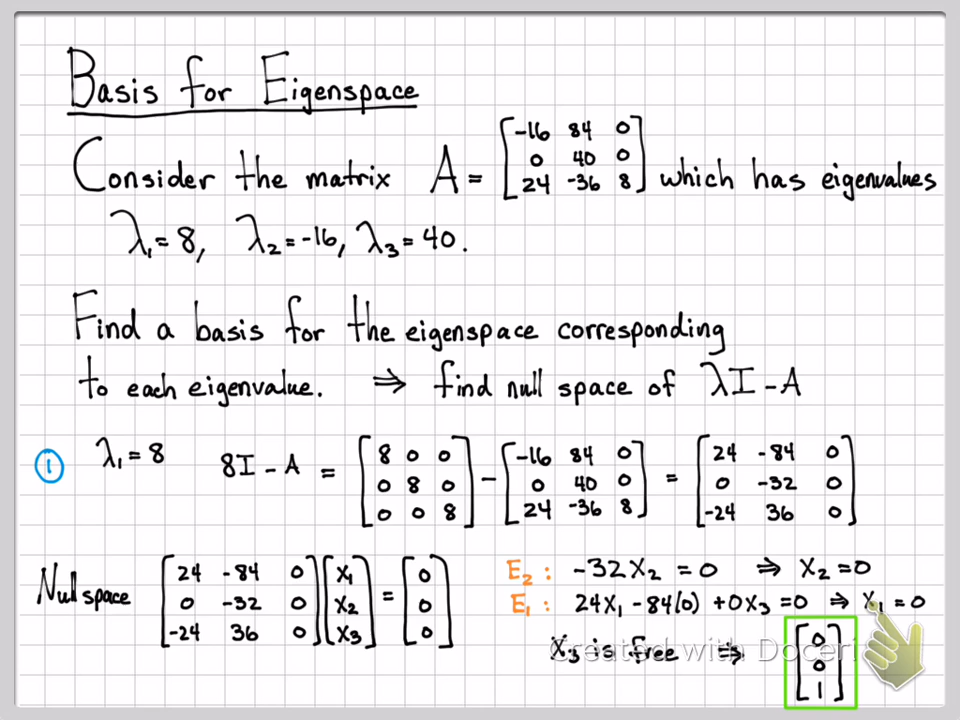 Basis for Eigenspace
Consider the matrix A = [-16 84 0; 0 40 0; 24 -36 8] which has eigenvalues
λ₁ = 8, λ₂ = -16, λ₃ = 40.
Find a basis for the eigenspace corresponding
to each eigenvalue. ⇒ find null space of λI - A
① λ₁ = 8 8I - A = [8 0 0; 0 8 0; 0 0 8] - [-16 84 0; 0 40 0; 24 -36 8] = [24 -84 0; 0 -32 0; -24 36 0]
Null space [24 -84 0; 0 -32 0; -24 36 0] [x₁; x₂; x₃] = [0; 0; 0]
E₂: -32x₂ = 0 ⇒ x₂ = 0
E₁: 24x₁ - 84(0) + 0x₃ = 0 ⇒ x₁ = 0
x₃ is free ⇒ [0; 0; 1]
Created with Doceri